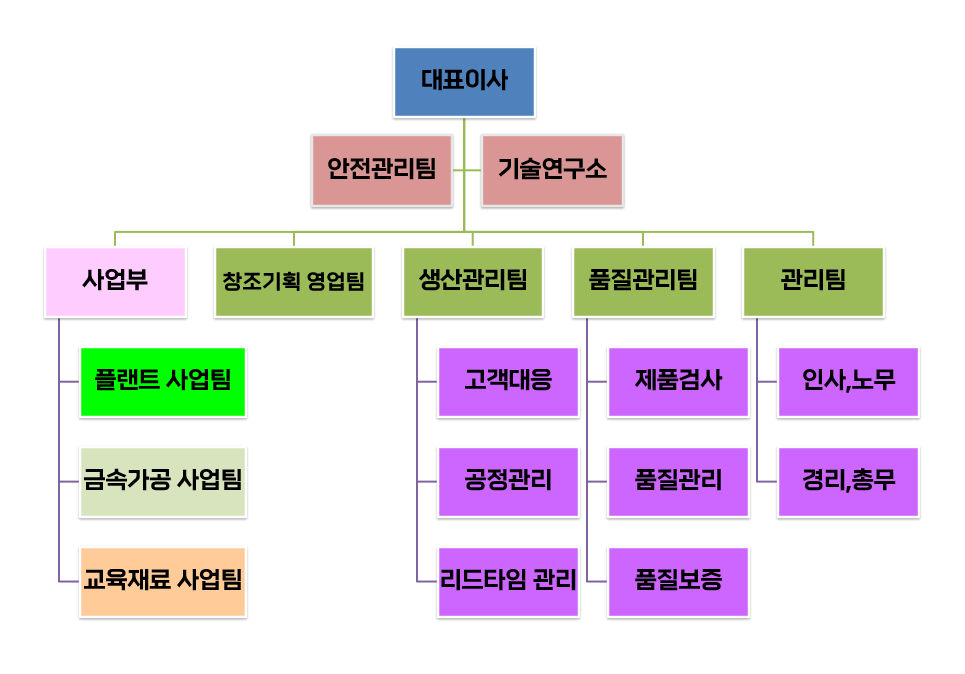 대표이사
안전관리팀
기술연구소
사업부
창조기획 영업팀
생산관리팀
품질관리팀
관리팀
플랜트 사업팀
고객대응
제품검사
인사,노무
금속가공 사업팀
공정관리
품질관리
경리,총무
교육재료 사업팀
리드타임 관리
품질보증